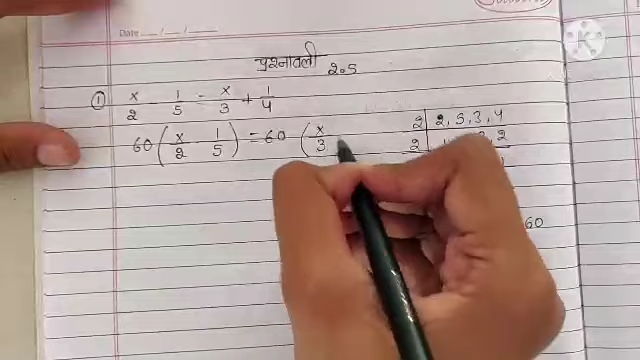 Date
प्रश्नावली 2.5
① x/2 - 1/5 = x/3 + 1/4
60 (x/2 - 1/5) = 60 (x/3
2 | 2, 5, 3, 4
2
60